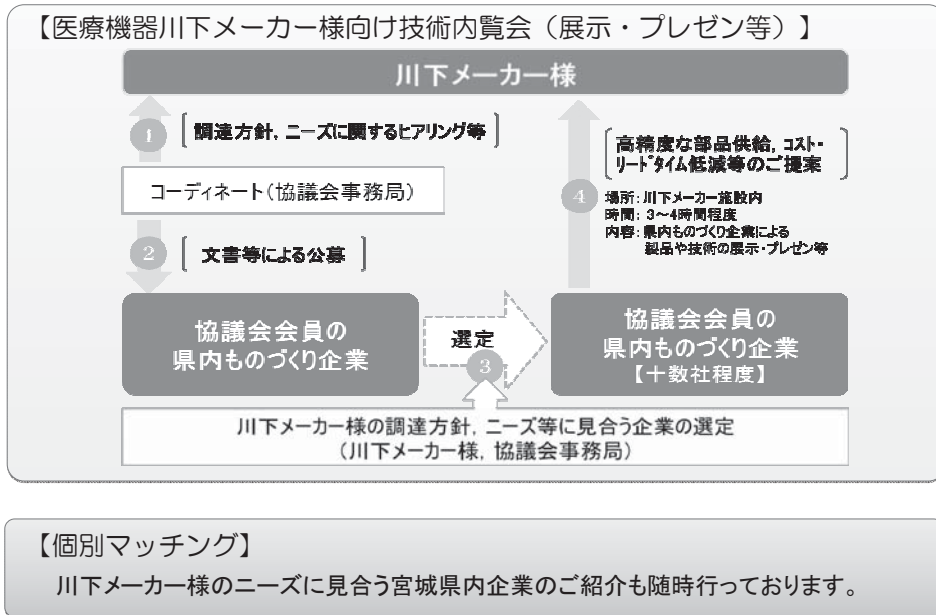 【医療機器川下メーカー様向け技術内覧会（展示・プレゼン等）】
川下メーカー様
1
調達方針，ニーズに関するヒアリング等
コーディネート（協議会事務局）
2
文書等による公募
協議会会員の
県内ものづくり企業
選定
3
4
高精度な部品供給，コスト・
リードタイム低減等のご提案
場所：川下メーカー施設内
時間：3～4時間程度
内容：県内ものづくり企業による
製品や技術の展示・プレゼン等
協議会会員の
県内ものづくり企業
【十数社程度】
川下メーカー様の調達方針，ニーズ等に見合う企業の選定
（川下メーカー様，協議会事務局）
【個別マッチング】
川下メーカー様のニーズに見合う宮城県内企業のご紹介も随時行っております。